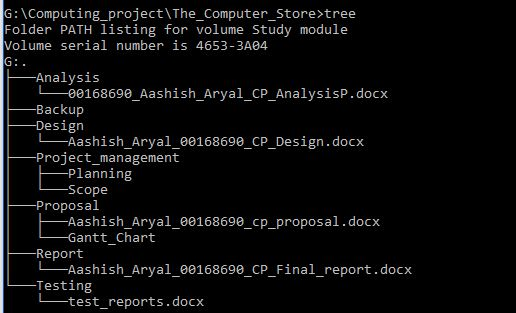 G:\Computing_project\The_Computer_Store>tree
Folder PATH listing for volume Study module
Volume serial number is 4653-3A04
G:.
├───Analysis
│   └───00168690_Aashish_Aryal_CP_AnalysisP.docx
├───Backup
├───Design
│   └───Aashish_Aryal_00168690_CP_Design.docx
├───Project_management
│   ├───Planning
│   └───Scope
├───Proposal
│   ├───Aashish_Aryal_00168690_cp_proposal.docx
│   └───Gantt_Chart
├───Report
│   └───Aashish_Aryal_00168690_CP_Final_report.docx
└───Testing
    └───test_reports.docx